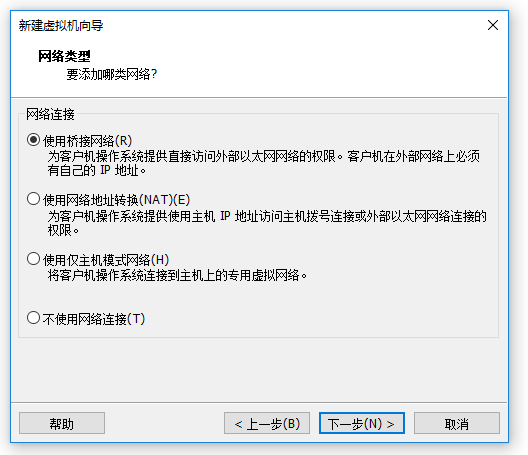 新建虚拟机向导
网络类型
要添加哪类网络?
网络连接
使用桥接网络(R)
为客户机操作系统提供直接访问外部以太网网络的权限。客户机在外部网络上必须
有自己的 IP 地址。
使用网络地址转换(NAT)(E)
为客户机操作系统提供使用主机 IP 地址访问主机拨号连接或外部以太网网络连接的
权限。
使用仅主机模式网络(H)
将客户机操作系统连接到主机上的专用虚拟网络。
不使用网络连接(T)
帮助
< 上一步(B)
下一步(N) >
取消